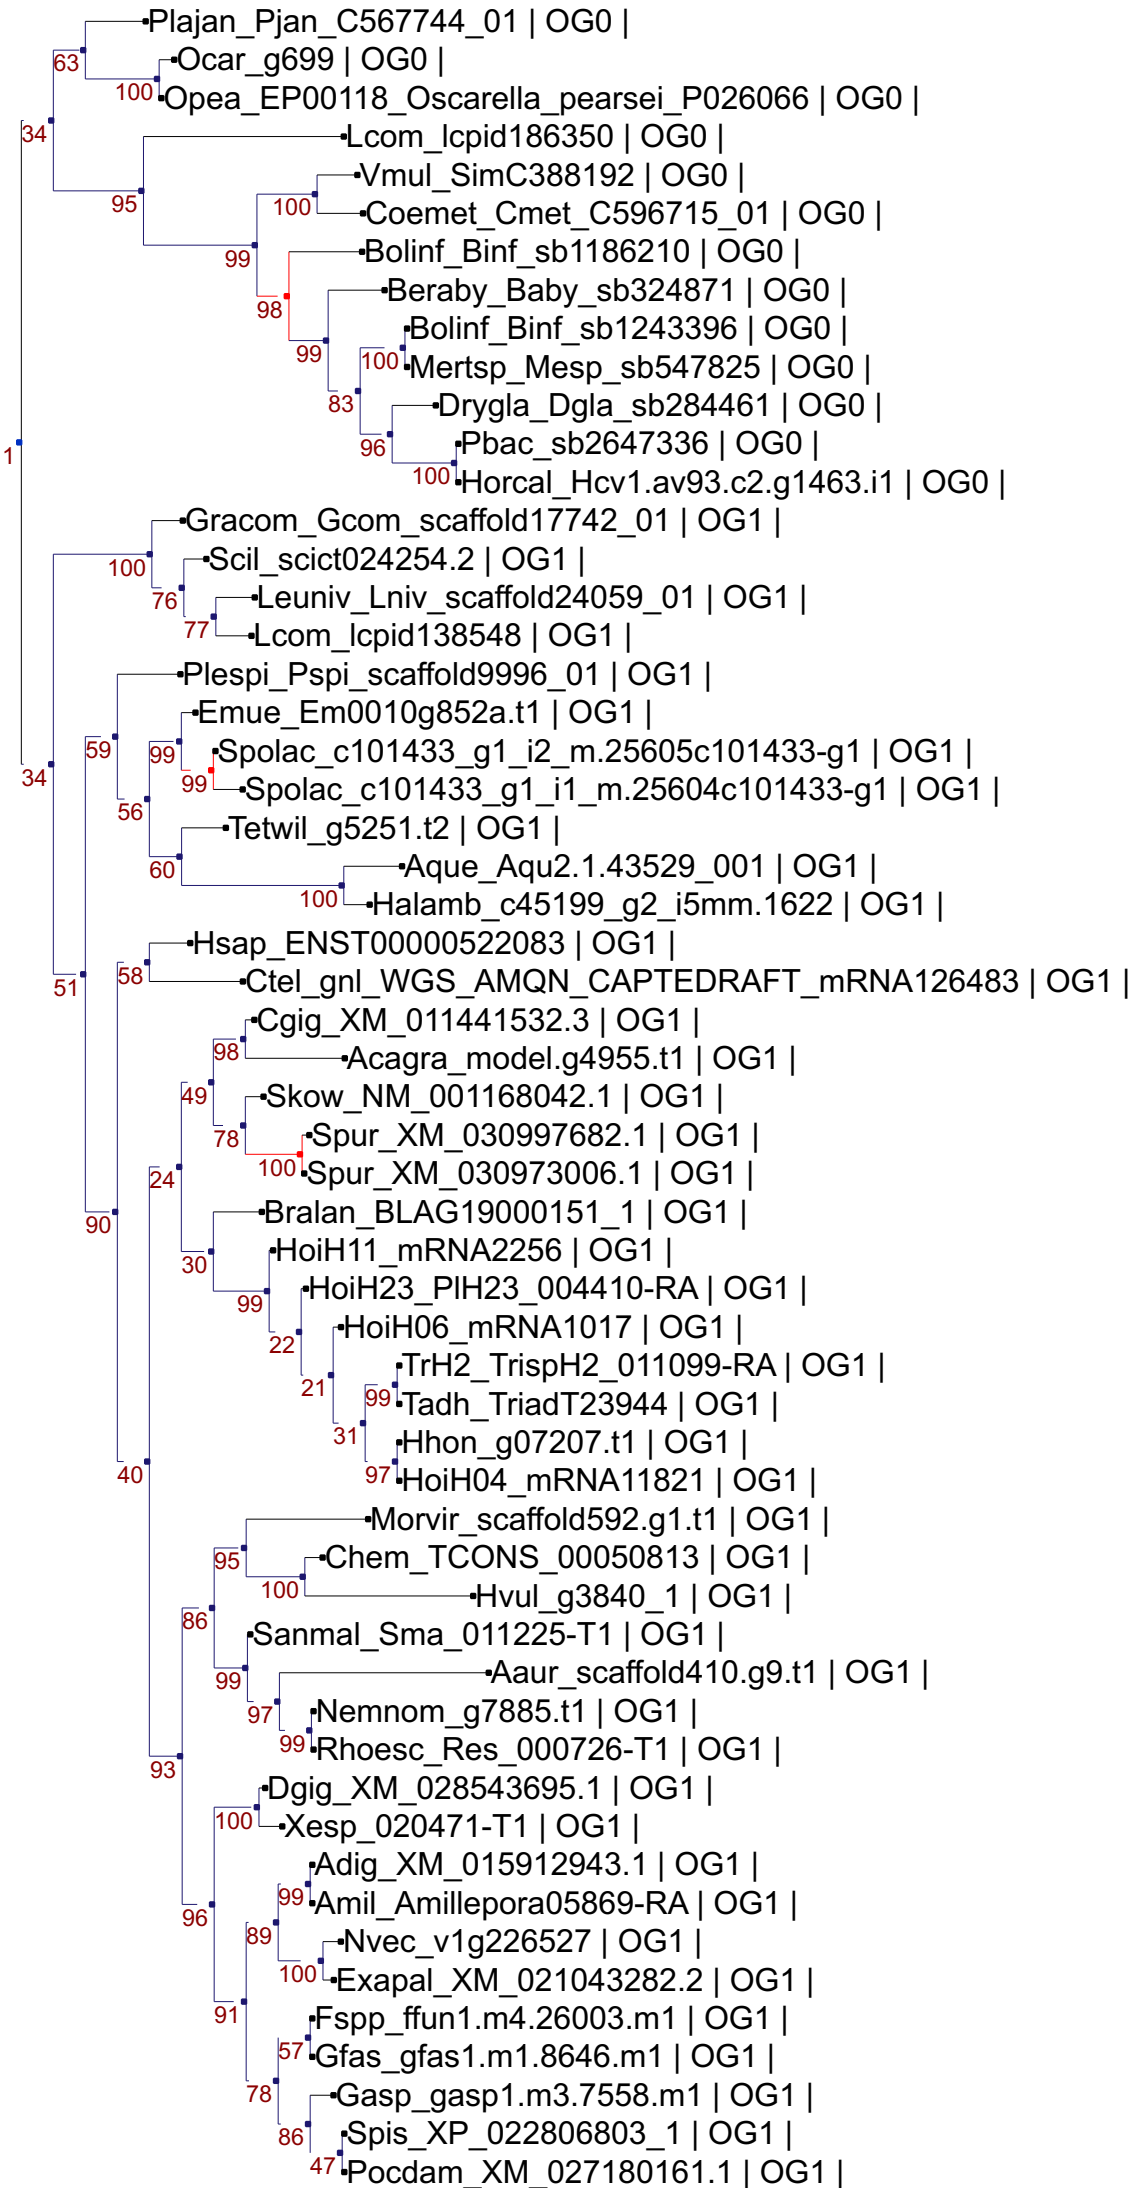 Plajan_Pjan_C567744_01 | OG0 |
63
Ocar_g699 | OG0 |
100
Opea_EP00118_Oscarella_pearsei_P026066 | OG0 |
34
Lcom_lcpid186350 | OG0 |
Vmul_SimC388192 | OG0 |
95
100
Coemet_Cmet_C596715_01 | OG0 |
99
Bolinf_Binf_sb1186210 | OG0 |
Beraby_Baby_sb324871 | OG0 |
98
Bolinf_Binf_sb1243396 | OG0 |
99
100
Mertsp_Mesp_sb547825 | OG0 |
83
Drygla_Dgla_sb284461 | OG0 |
96
Pbac_sb2647336 | OG0 |
1
100
Horcal_Hcv1.av93.c2.g1463.i1 | OG0 |
Gracom_Gcom_scaffold17742_01 | OG1 |
100
Scil_scict024254.2 | OG1 |
76
Leuniv_Lniv_scaffold24059_01 | OG1 |
77
Lcom_lcpid138548 | OG1 |
Plespi_Pspi_scaffold9996_01 | OG1 |
Emue_Em0010g852a.t1 | OG1 |
59
99
Spolac_c101433_g1_i2_m.25605c101433-g1 | OG1 |
34
99
Spolac_c101433_g1_i1_m.25604c101433-g1 | OG1 |
56
Tetwil_g5251.t2 | OG1 |
60
Aque_Aqu2.1.43529_001 | OG1 |
100
Halamb_c45199_g2_i5mm.1622 | OG1 |
Hsap_ENST00000522083 | OG1 |
58
51
Ctel_gnl_WGS_AMQN_CAPTEDRAFT_mRNA126483 | OG1 |
Cgig_XM_011441532.3 | OG1 |
98
Acagra_model.g4955.t1 | OG1 |
49
Skow_NM_001168042.1 | OG1 |
78
Spur_XM_030997682.1 | OG1 |
100
24
Spur_XM_030973006.1 | OG1 |
90
Bralan_BLAG19000151_1 | OG1 |
30
HoiH11_mRNA2256 | OG1 |
99
HoiH23_PlH23_004410-RA | OG1 |
22
HoiH06_mRNA1017 | OG1 |
21
TrH2_TrispH2_011099-RA | OG1 |
99
Tadh_TriadT23944 | OG1 |
31
Hhon_g07207.t1 | OG1 |
40
97
HoiH04_mRNA11821 | OG1 |
Morvir_scaffold592.g1.t1 | OG1 |
95
Chem_TCONS_00050813 | OG1 |
100
Hvul_g3840_1 | OG1 |
86
Sanmal_Sma_011225-T1 | OG1 |
99
Aaur_scaffold410.g9.t1 | OG1 |
97
Nemnom_g7885.t1 | OG1 |
99
Rhoesc_Res_000726-T1 | OG1 |
93
Dgig_XM_028543695.1 | OG1 |
100
Xesp_020471-T1 | OG1 |
Adig_XM_015912943.1 | OG1 |
99
96
Amil_Amillepora05869-RA | OG1 |
89
Nvec_v1g226527 | OG1 |
100
Exapal_XM_021043282.2 | OG1 |
91
Fspp_ffun1.m4.26003.m1 | OG1 |
57
Gfas_gfas1.m1.8646.m1 | OG1 |
78
Gasp_gasp1.m3.7558.m1 | OG1 |
86
Spis_XP_022806803_1 | OG1 |
47
Pocdam_XM_027180161.1 | OG1 |